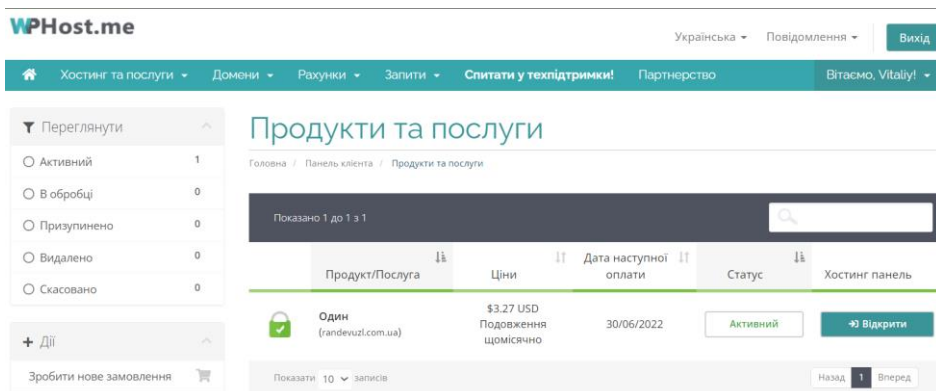 WPHost.me
Українська Повідомлення Вихід
Хостинг та послуги Домени Рахунки Запити Спитати у техпідтримки! Партнерство Вітаємо, Vitaliy!
Переглянути
Активний 1
В обробці 0
Призупинено 0
Видалено 0
Скасовано 0
+ Дії
Зробити нове замовлення
Продукти та послуги
Головна / Панель клієнта / Продукти та послуги
Показано 1 до 1 з 1
Продукт/Послуга Ціни Дата наступної оплати Статус Хостинг панель
Один
(randevuzl.com.ua)
$3.27 USD
Подовження
щомісячно
30/06/2022
Активний
Відкрити
Показати 10 записів
Назад 1 Вперед